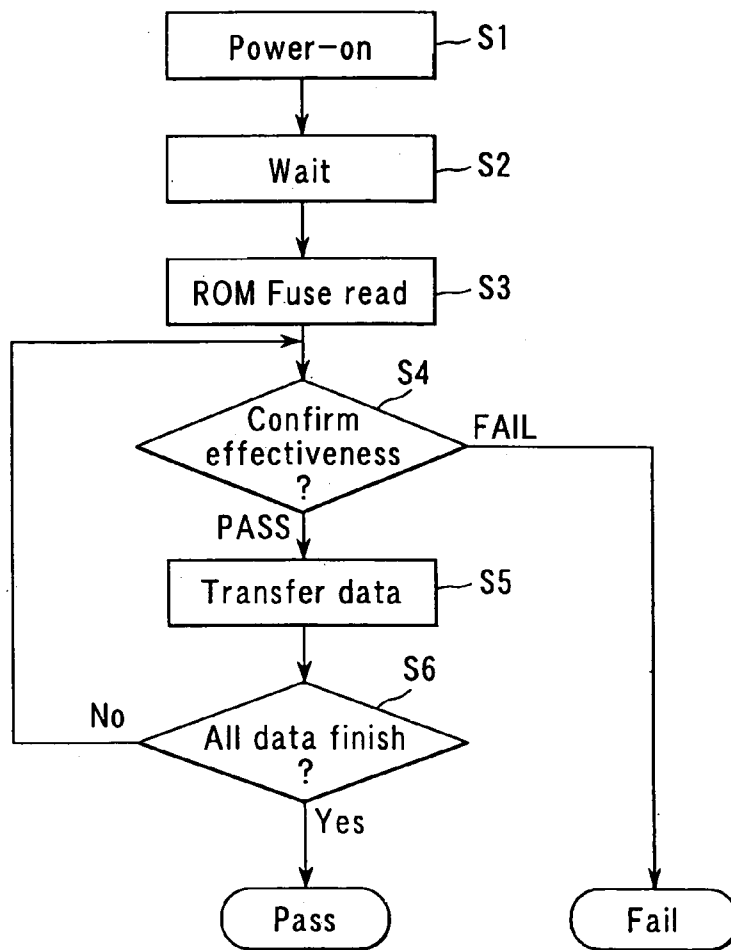 Power-on
S1
Wait
S2
ROM Fuse read
S3
S4
Confirm
effectiveness
?
FAIL
PASS
Transfer data
S5
S6
No
All data finish
?
Yes
Pass
Fail